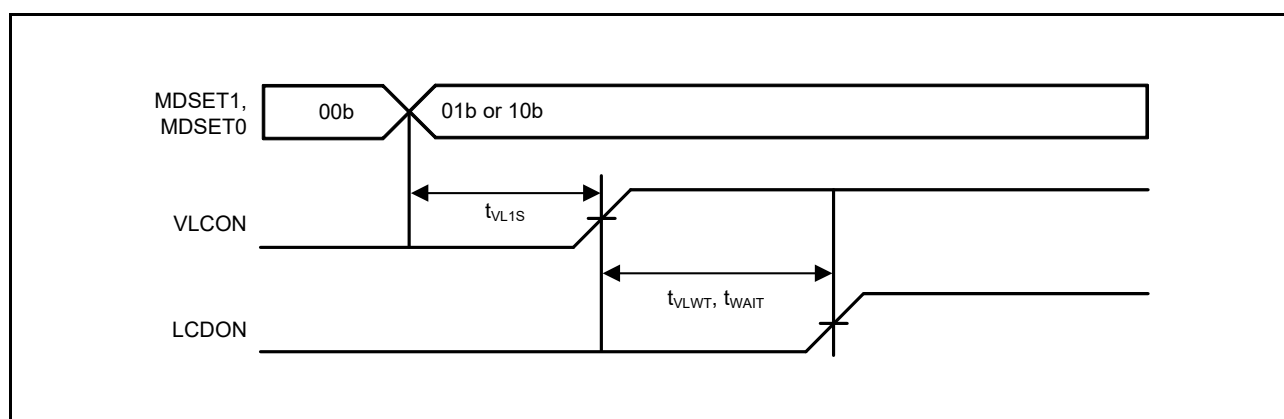 MDSET1,
MDSET0
00b
01b or 10b
tVL1S
VLCON
tVLWT, tWAIT
LCDON